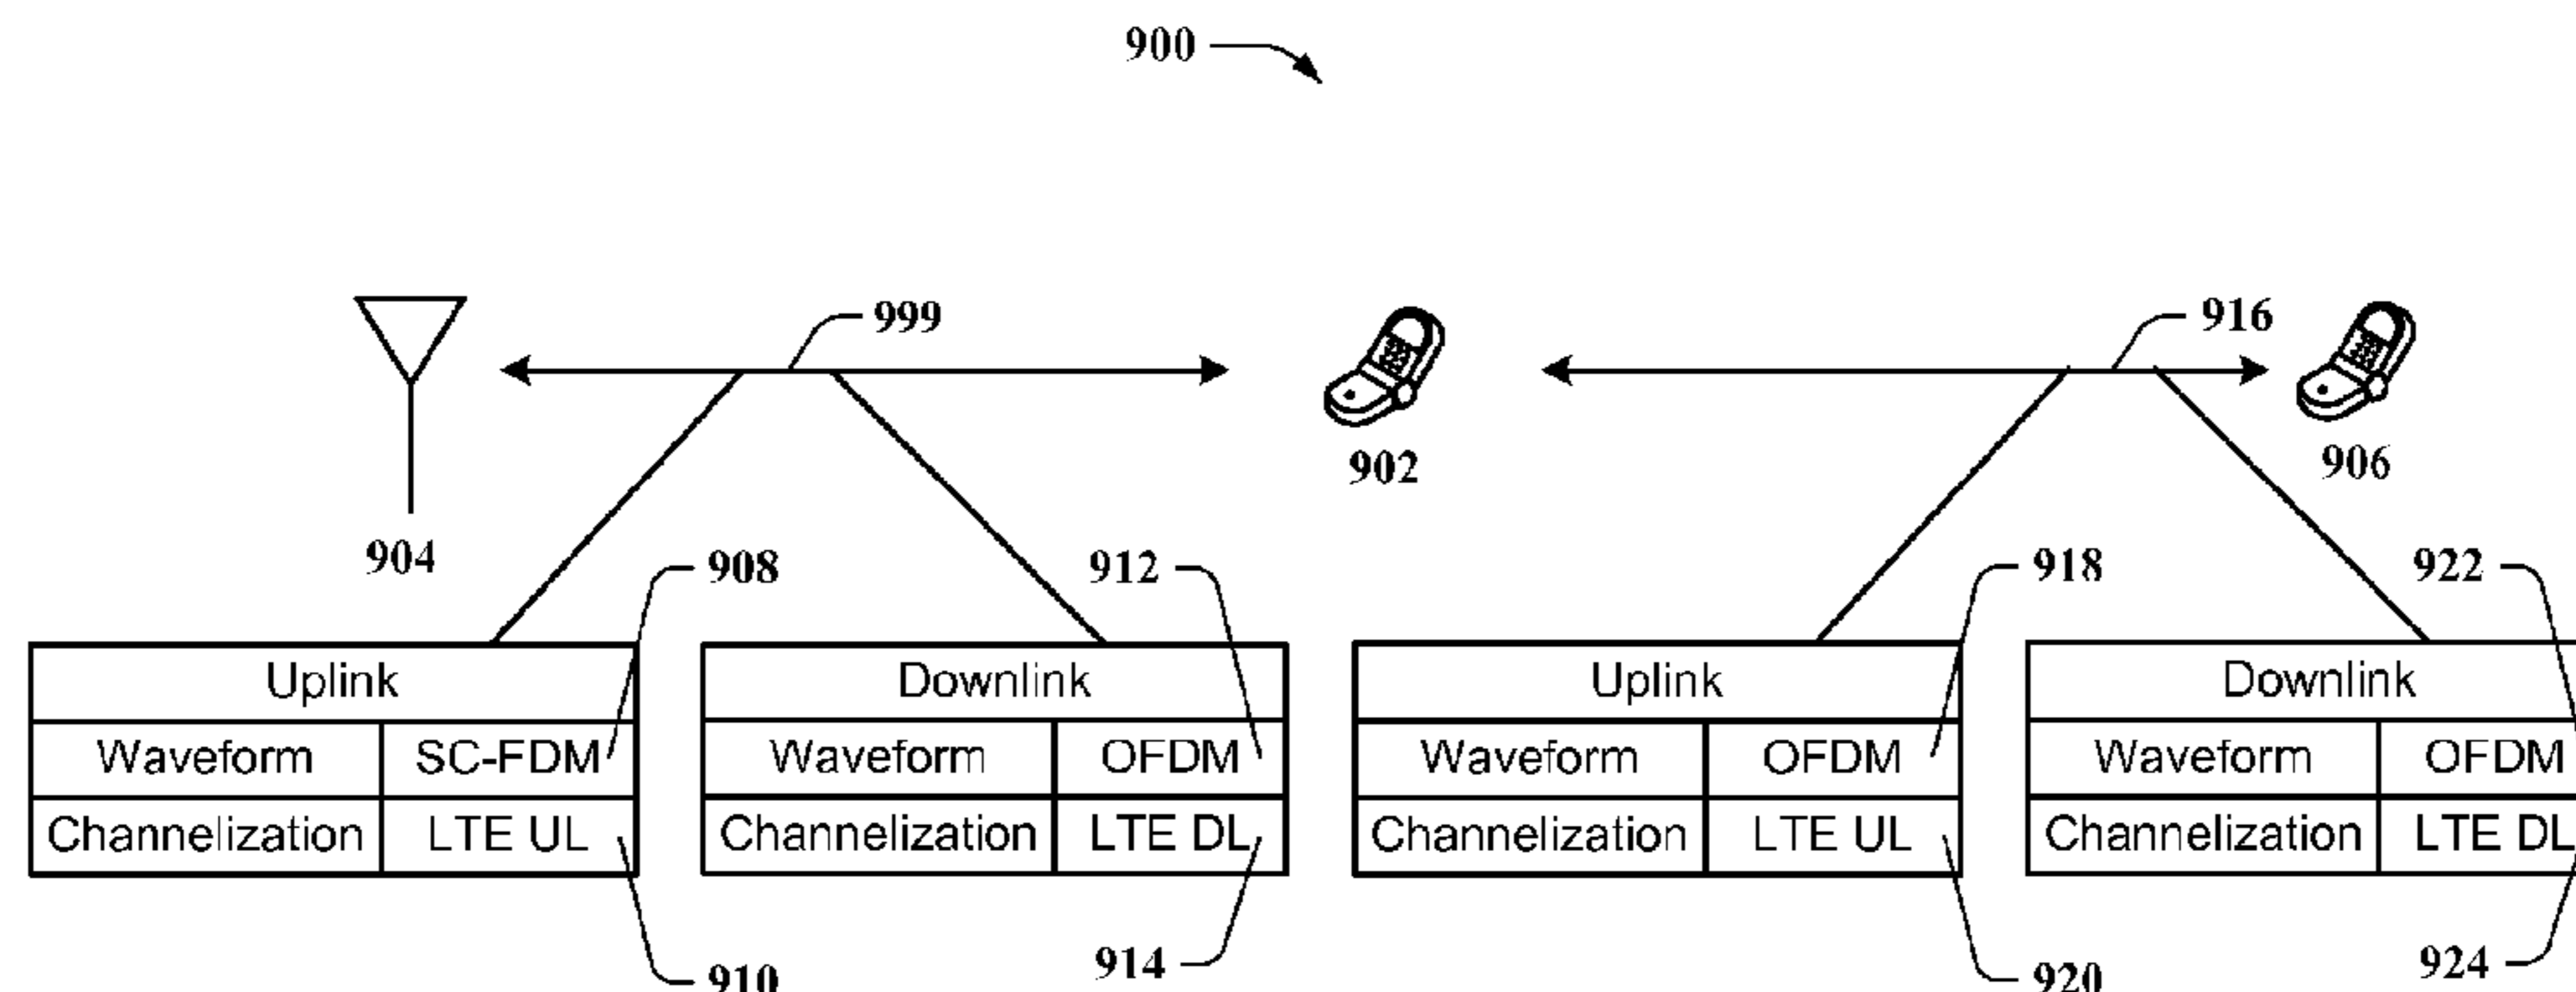 900
999
916
902
906
904
908
912
918
922
Uplink
Downlink
Uplink
Downlink
Waveform SC-FDM
Waveform OFDM
Waveform OFDM
Waveform OFDM
Channelization LTE UL
Channelization LTE DL
Channelization LTE UL
Channelization LTE DL
910
914
920
924